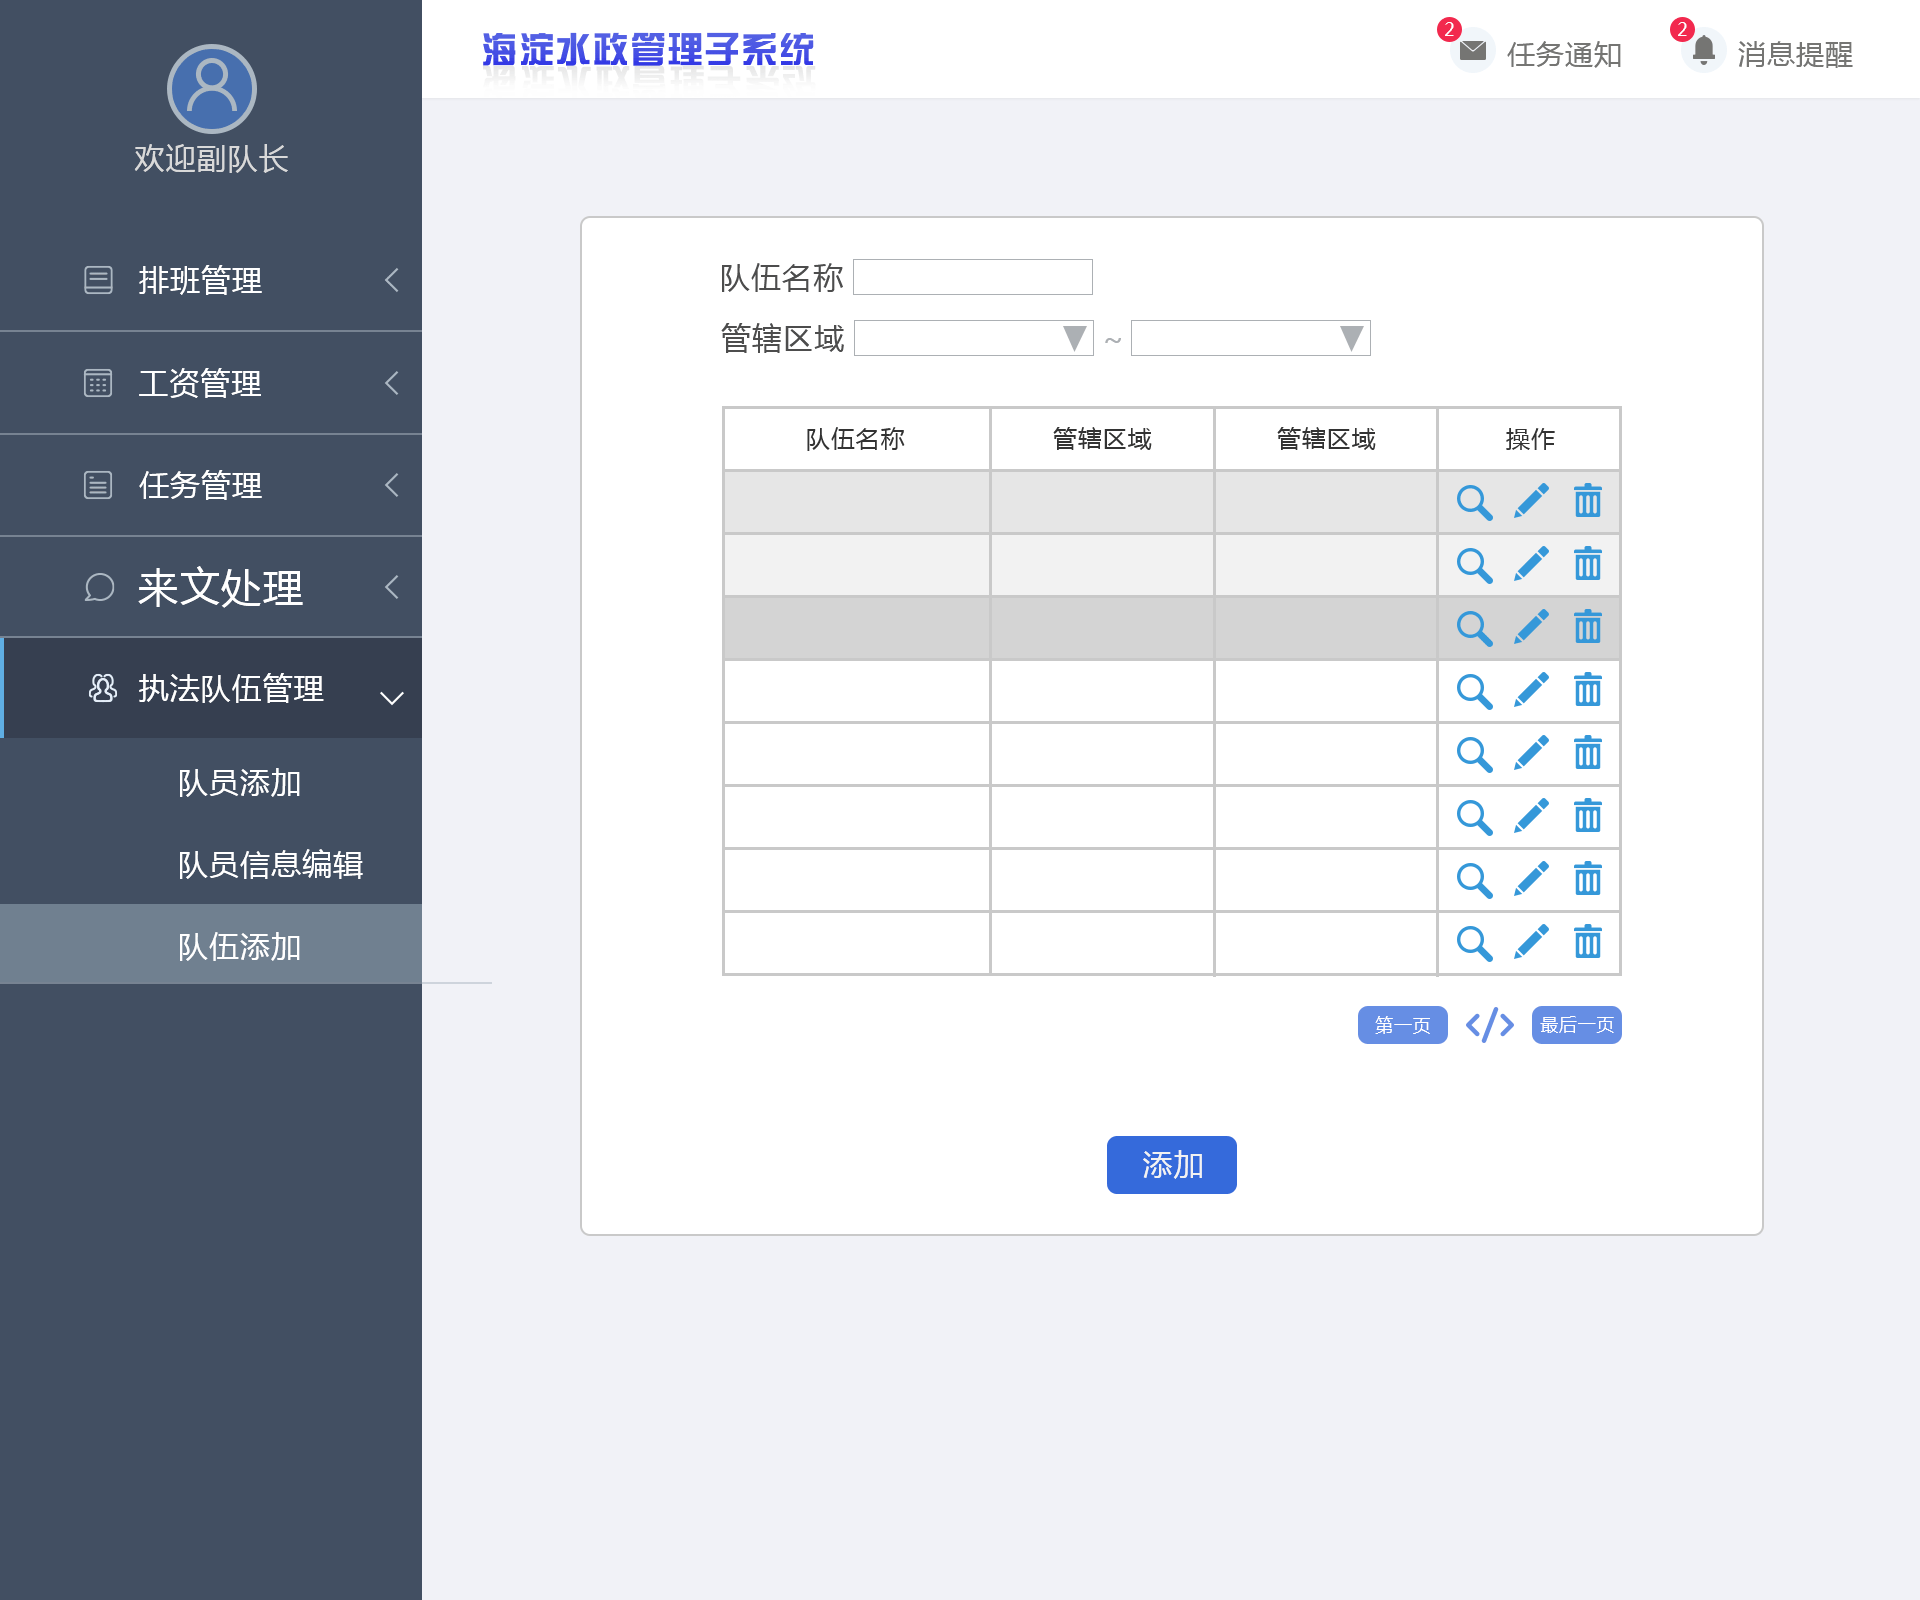 海淀水政管理子系统
2
任务通知
2
消息提醒
欢迎副队长
排班管理
工资管理
任务管理
来文处理
执法队伍管理
队员添加
队员信息编辑
队伍添加
队伍名称
管辖区域 ~
队伍名称 管辖区域 管辖区域 操作
第一页 </> 最后一页
添加